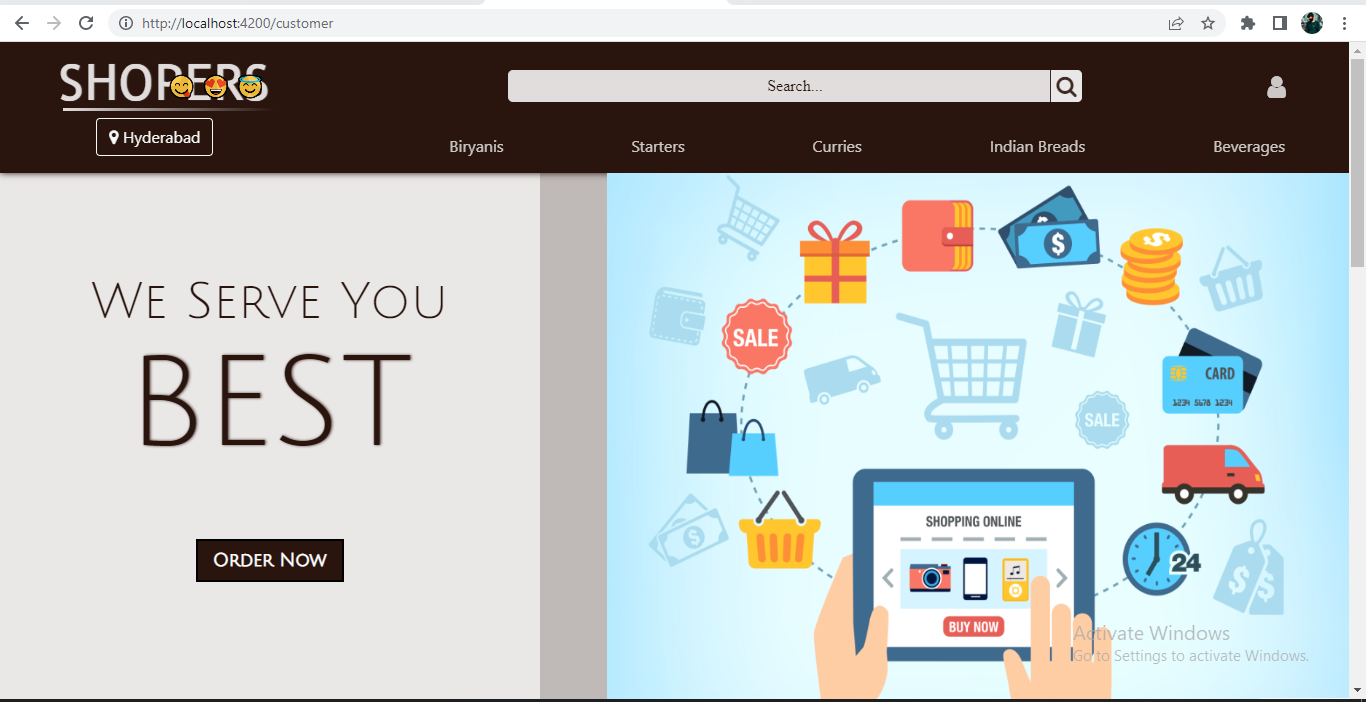 http://localhost:4200/customer
SHOPERS
Search...
Hyderabad
Biryanis
Starters
Curries
Indian Breads
Beverages
WE SERVE YOU
BEST
ORDER NOW
SALE
CARD
1234 5678 1234
SALE
SHOPPING ONLINE
24
BUY NOW
Activate Windows
Go to Settings to activate Windows.